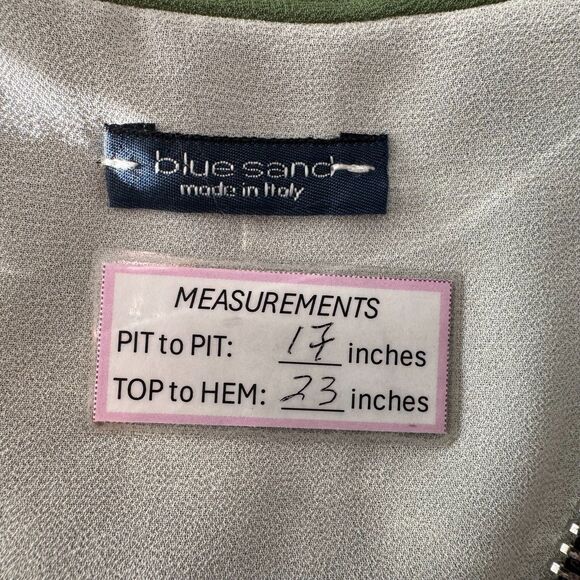 blue sand
made in Italy
MEASUREMENTS
PIT to PIT: 17 inches
TOP to HEM: 23 inches